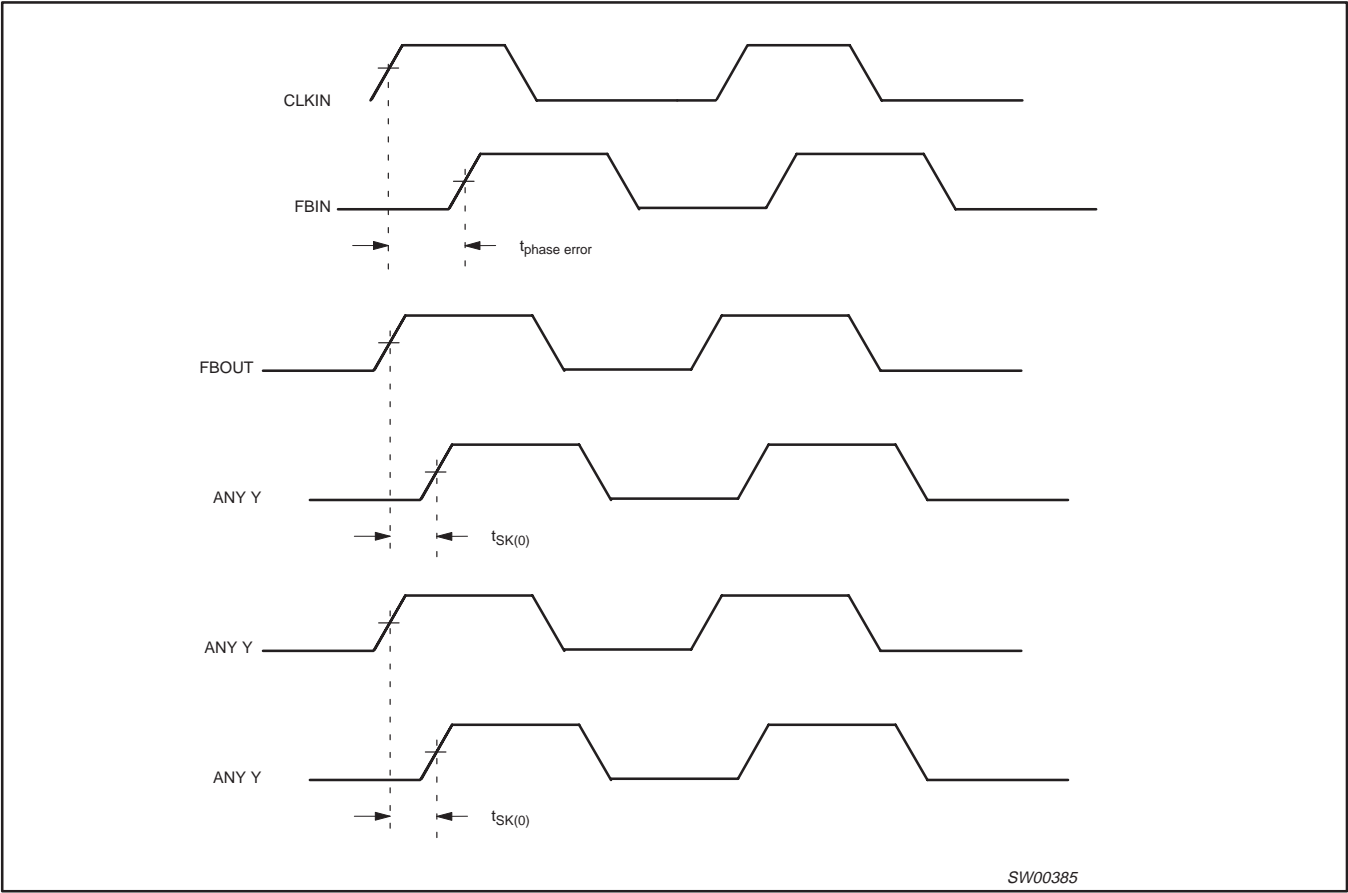 CLKIN
FBIN
tphase error
FBOUT
ANY Y
tSK(0)
ANY Y
ANY Y
tSK(0)
SW00385